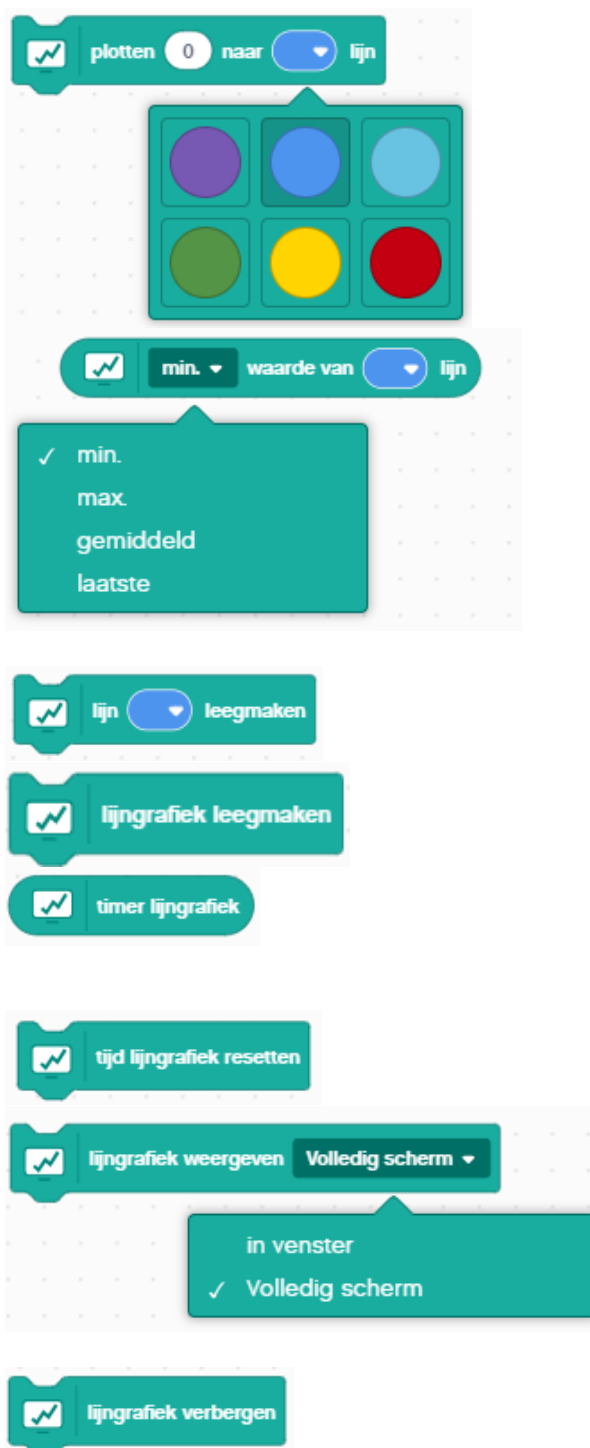 plotten 0 naar lijn
min. waarde van lijn
✓ min.
max.
gemiddeld
laatste
lijn leegmaken
lijngrafiek leegmaken
timer lijngrafiek
tijd lijngrafiek resetten
lijngrafiek weergeven Volledig scherm
in venster
✓ Volledig scherm
lijngrafiek verbergen